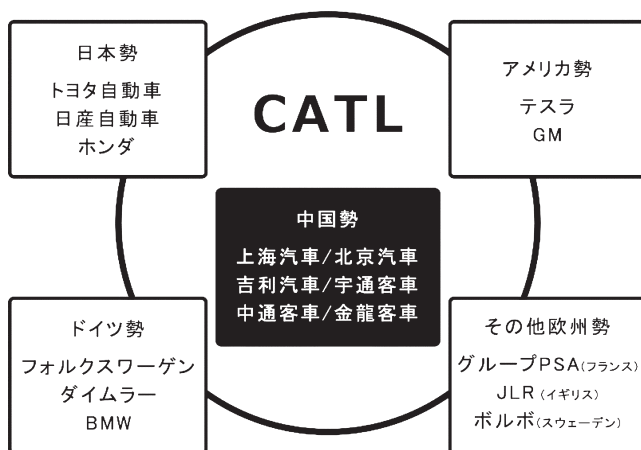 日本勢
トヨタ自動車
日産自動車
ホンダ
CATL
アメリカ勢
テスラ
GM
中国勢
上海汽車/北京汽車
吉利汽車/宇通客車
中通客車/金龍客車
ドイツ勢
フォルクスワーゲン
ダイムラー
BMW
その他欧州勢
グループPSA(フランス)
JLR(イギリス)
ボルボ(スウェーデン)